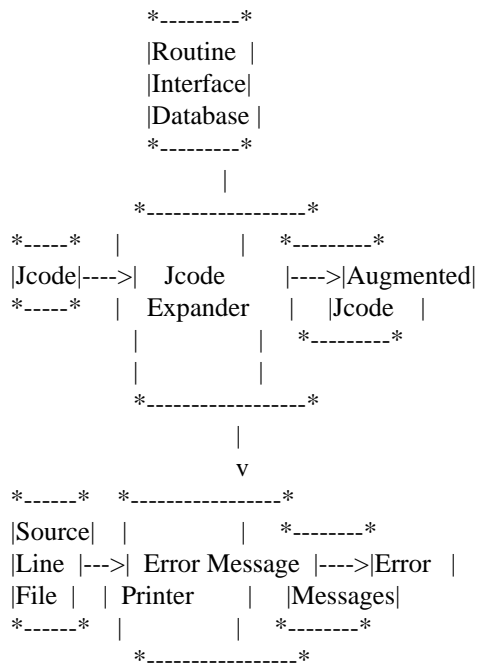 *---------*
|Routine |
|Interface|
|Database |
*---------*
|
*------------------*
*-----* | | *---------*
|Jcode|---->| Jcode |---->|Augmented|
*-----* | Expander | |Jcode |
| | *---------*
| |
*------------------*
|
v
*------* *-----------------*
|Source| | | *--------*
|Line |--->| Error Message |---->|Error |
|File | | Printer | |Messages|
*------* | | *--------*
*-----------------*